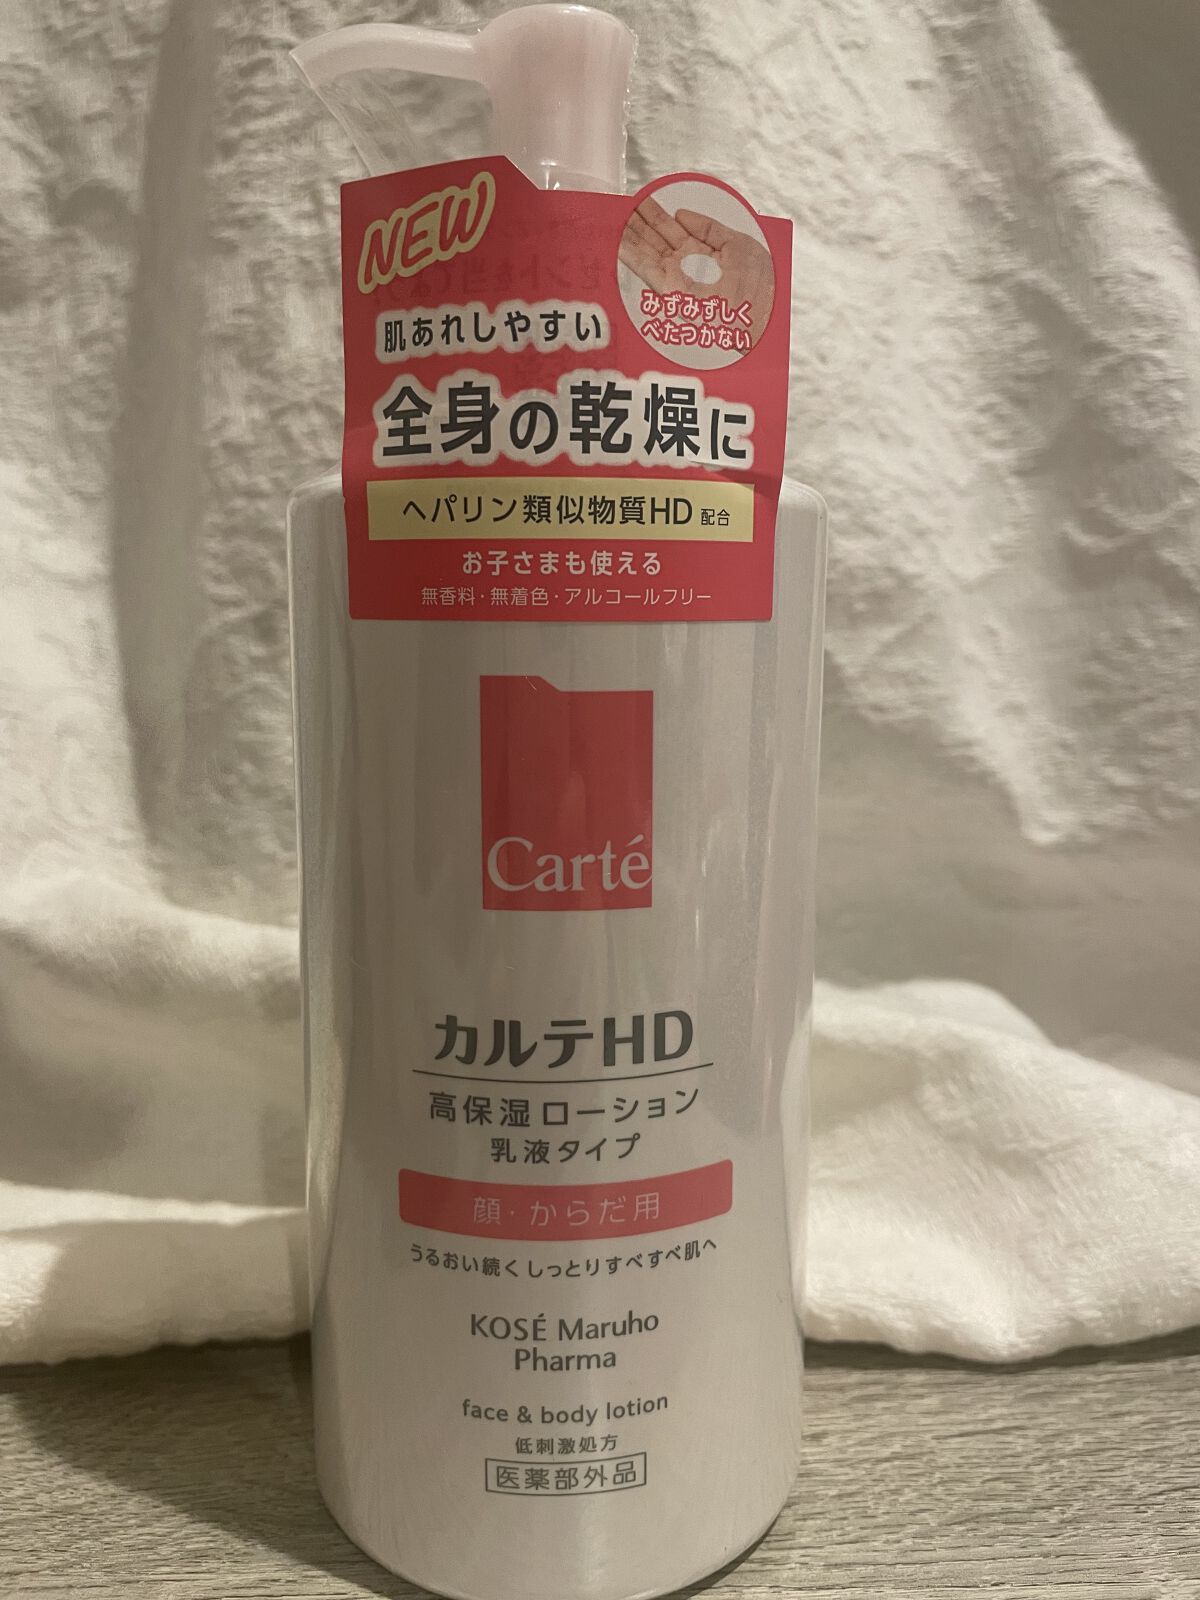 NEW
みずみずしく
べたつかない
肌あれしやすい
全身の乾燥に
ヘパリン類似物質HD 配合
お子さまも使える
無香料・無着色・アルコールフリー
Carté
カルテHD
高保湿 ローション
乳液タイプ
顔・からだ用
うるおい続く しっとりすべすべ肌へ
KOSÉ Maruho
Pharma
face & body lotion
低刺激処方
医薬部外品